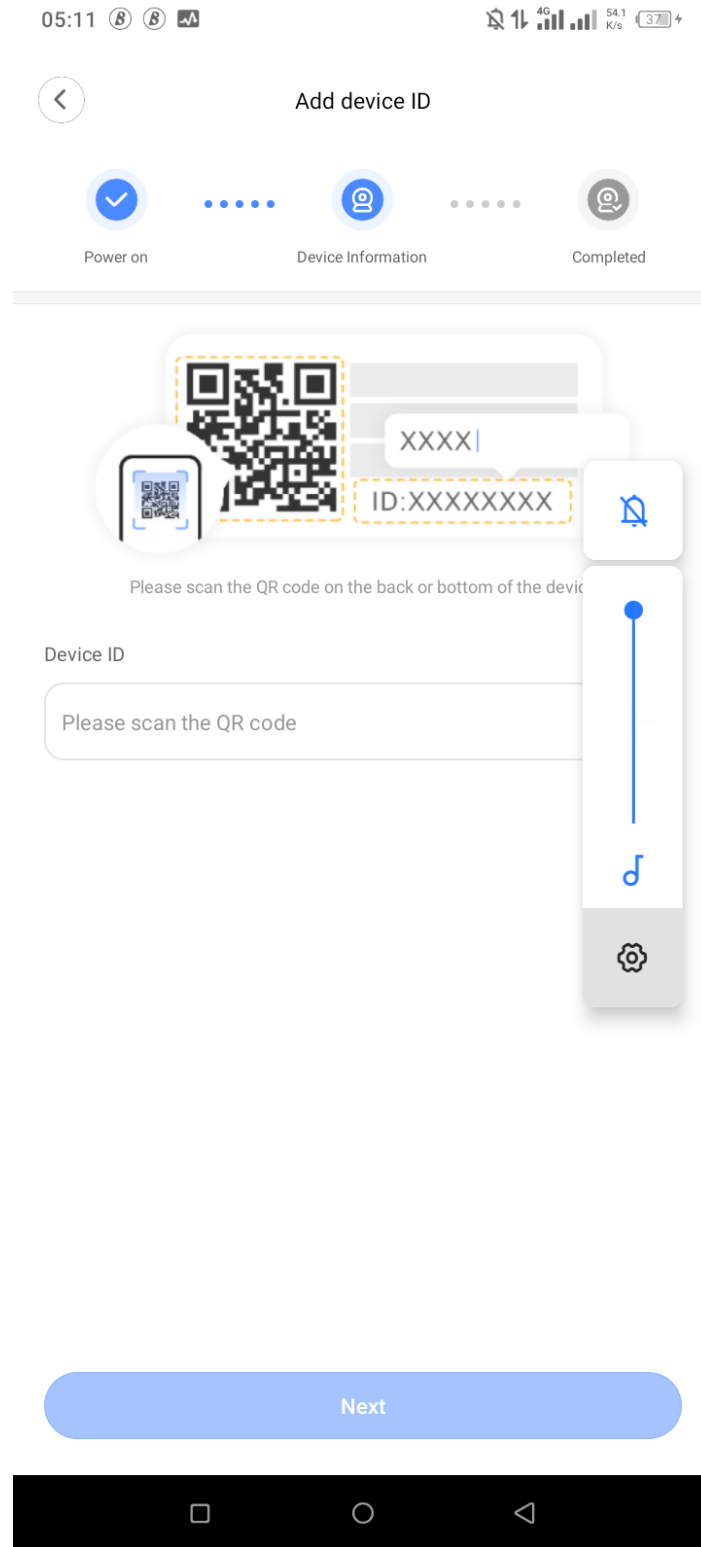 05:11 B B 4G 54.1 K/s 37
Add device ID
Power on
Device Information
Completed
XXXX
ID:XXXXXXXX
Please scan the QR code on the back or bottom of the devic
Device ID
Please scan the QR code
Next